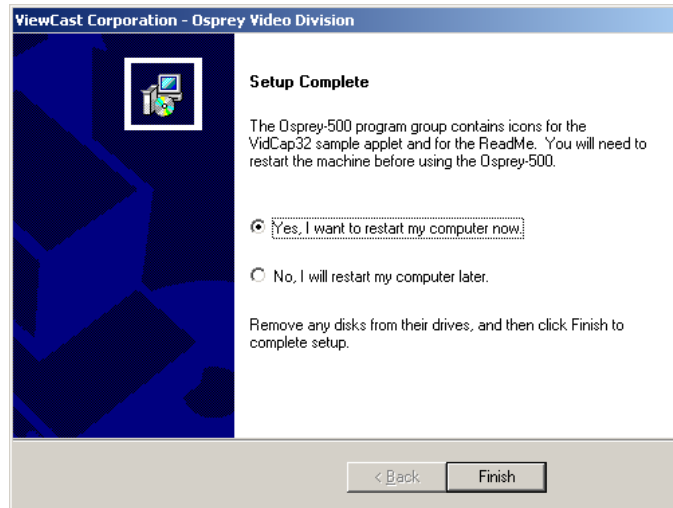 ViewCast Corporation - Osprey Video Division
Setup Complete
The Osprey-500 program group contains icons for the
VidCap32 sample applet and for the ReadMe. You will need to
restart the machine before using the Osprey-500.
Yes, I want to restart my computer now.
No, I will restart my computer later.
Remove any disks from their drives, and then click Finish to
complete setup.
< Back
Finish